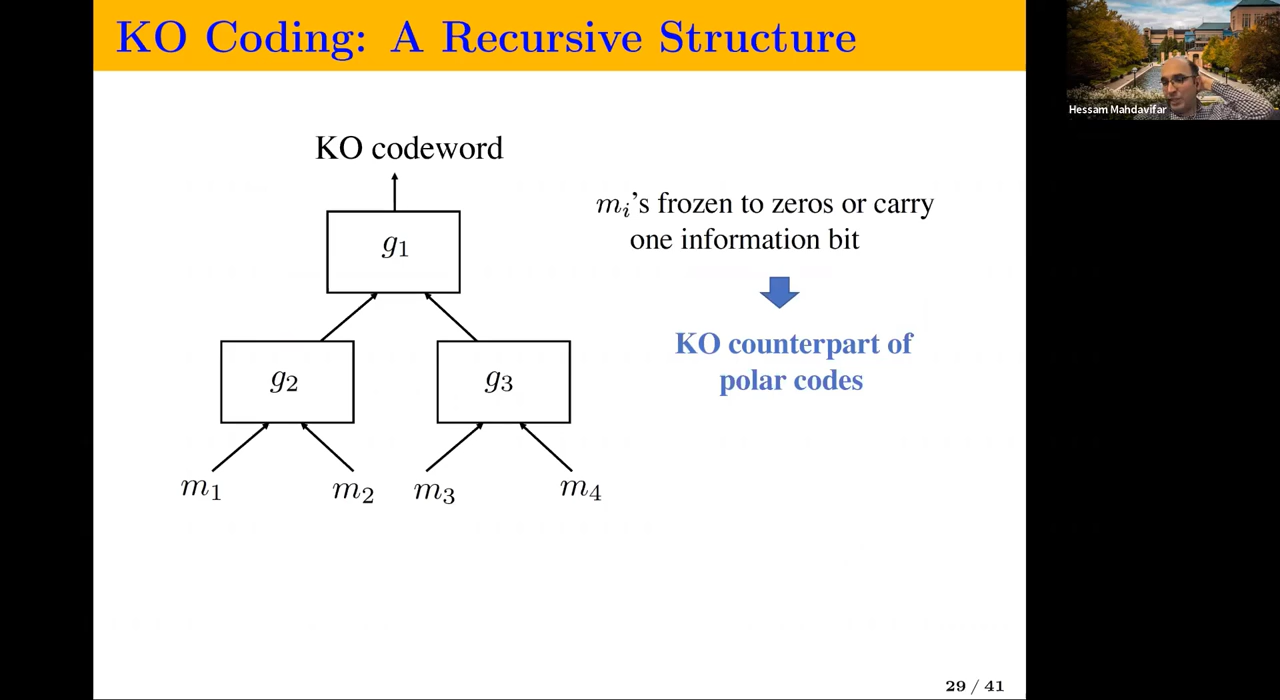 KO Coding: A Recursive Structure
Hessam Mahdavifar
KO codeword
g₁
mᵢ's frozen to zeros or carry
one information bit
KO counterpart of
polar codes
g₂ g₃
m₁ m₂ m₃ m₄
29 / 41